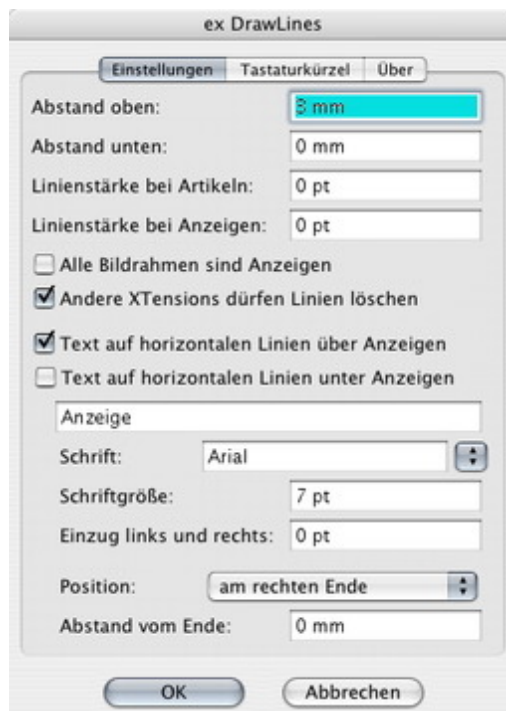 ex DrawLines
Einstellungen Tastaturkürzel Über
Abstand oben: 3 mm
Abstand unten: 0 mm
Linienstärke bei Artikeln: 0 pt
Linienstärke bei Anzeigen: 0 pt
Alle Bildrahmen sind Anzeigen
Andere XTensions dürfen Linien löschen
Text auf horizontalen Linien über Anzeigen
Text auf horizontalen Linien unter Anzeigen
Anzeige
Schrift: Arial
Schriftgröße: 7 pt
Einzug links und rechts: 0 pt
Position: am rechten Ende
Abstand vom Ende: 0 mm
OK Abbrechen